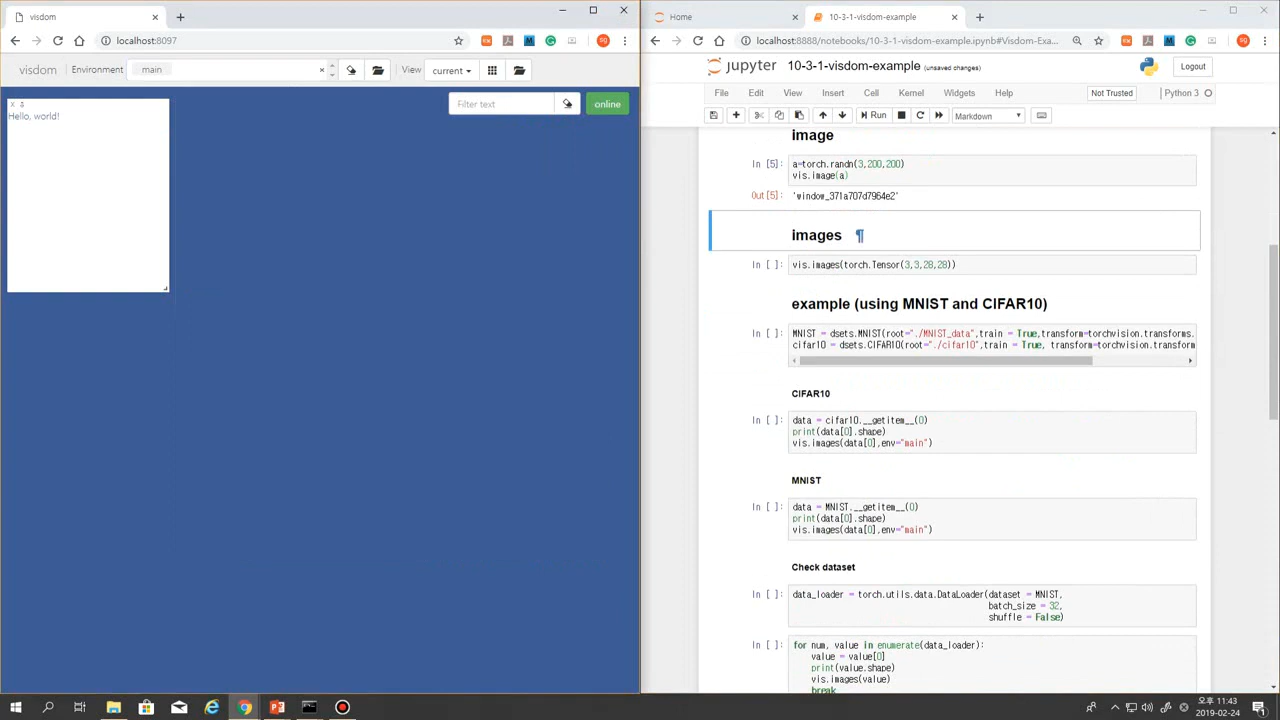 visdom
localhost:8097
visdom
Environment
main
View
current
Filter text
online
Hello, world!
Home
10-3-1-visdom-example
localhost:8888/notebooks/10-3-1-visdom-example.ipynb#Visdom-Exa...
jupyter 10-3-1-visdom-example (unsaved changes)
Logout
File Edit View Insert Cell Kernel Widgets Help
Not Trusted
Python 3
Run
Markdown
image
In [5]: a=torch.randn(3,200,200)
vis.image(a)
Out[5]: 'window_371a707d7964e2'
images ¶
In [ ]: vis.images(torch.Tensor(3,3,28,28))
example (using MNIST and CIFAR10)
In [ ]: MNIST = dsets.MNIST(root="./MNIST_data",train = True,transform=torchvision.transforms.
cifar10 = dsets.CIFAR10(root="./cifar10",train = True, transform=torchvision.transform
CIFAR10
In [ ]: data = cifar10.__getitem__(0)
print(data[0].shape)
vis.images(data[0],env="main")
MNIST
In [ ]: data = MNIST.__getitem__(0)
print(data[0].shape)
vis.images(data[0],env="main")
Check dataset
In [ ]: data_loader = torch.utils.data.DataLoader(dataset = MNIST,
batch_size = 32,
shuffle = False)
In [ ]: for num, value in enumerate(data_loader):
value = value[0]
print(value.shape)
vis.images(value)
break
오후 11:43
2019-02-24